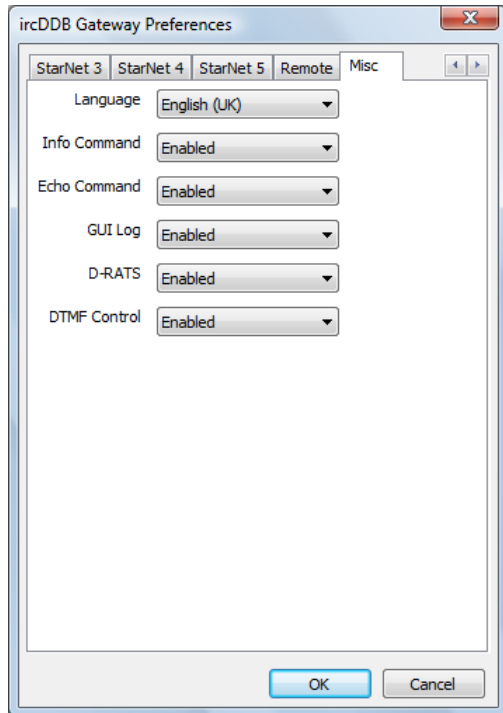 ircDDB Gateway Preferences
StarNet 3 StarNet 4 StarNet 5 Remote Misc
Language English (UK)
Info Command Enabled
Echo Command Enabled
GUI Log Enabled
D-RATS Enabled
DTMF Control Enabled
OK Cancel